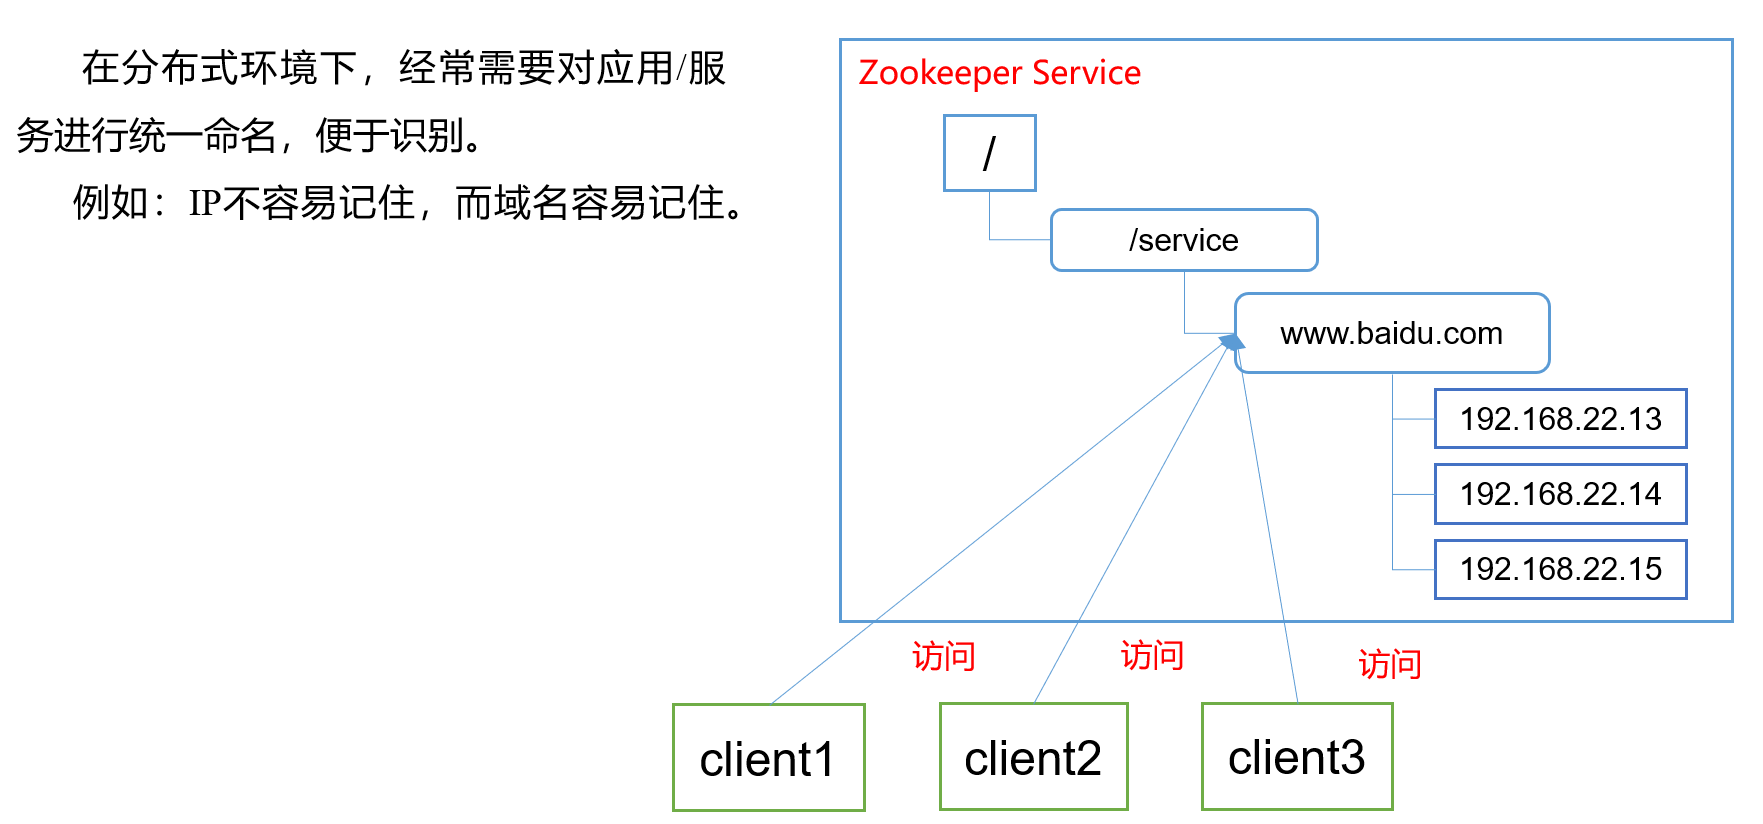 在分布式环境下，经常需要对应用/服
务进行统一命名，便于识别。
例如：IP不容易记住，而域名容易记住。
Zookeeper Service
/
/service
www.baidu.com
192.168.22.13
192.168.22.14
192.168.22.15
访问
访问
访问
client1
client2
client3